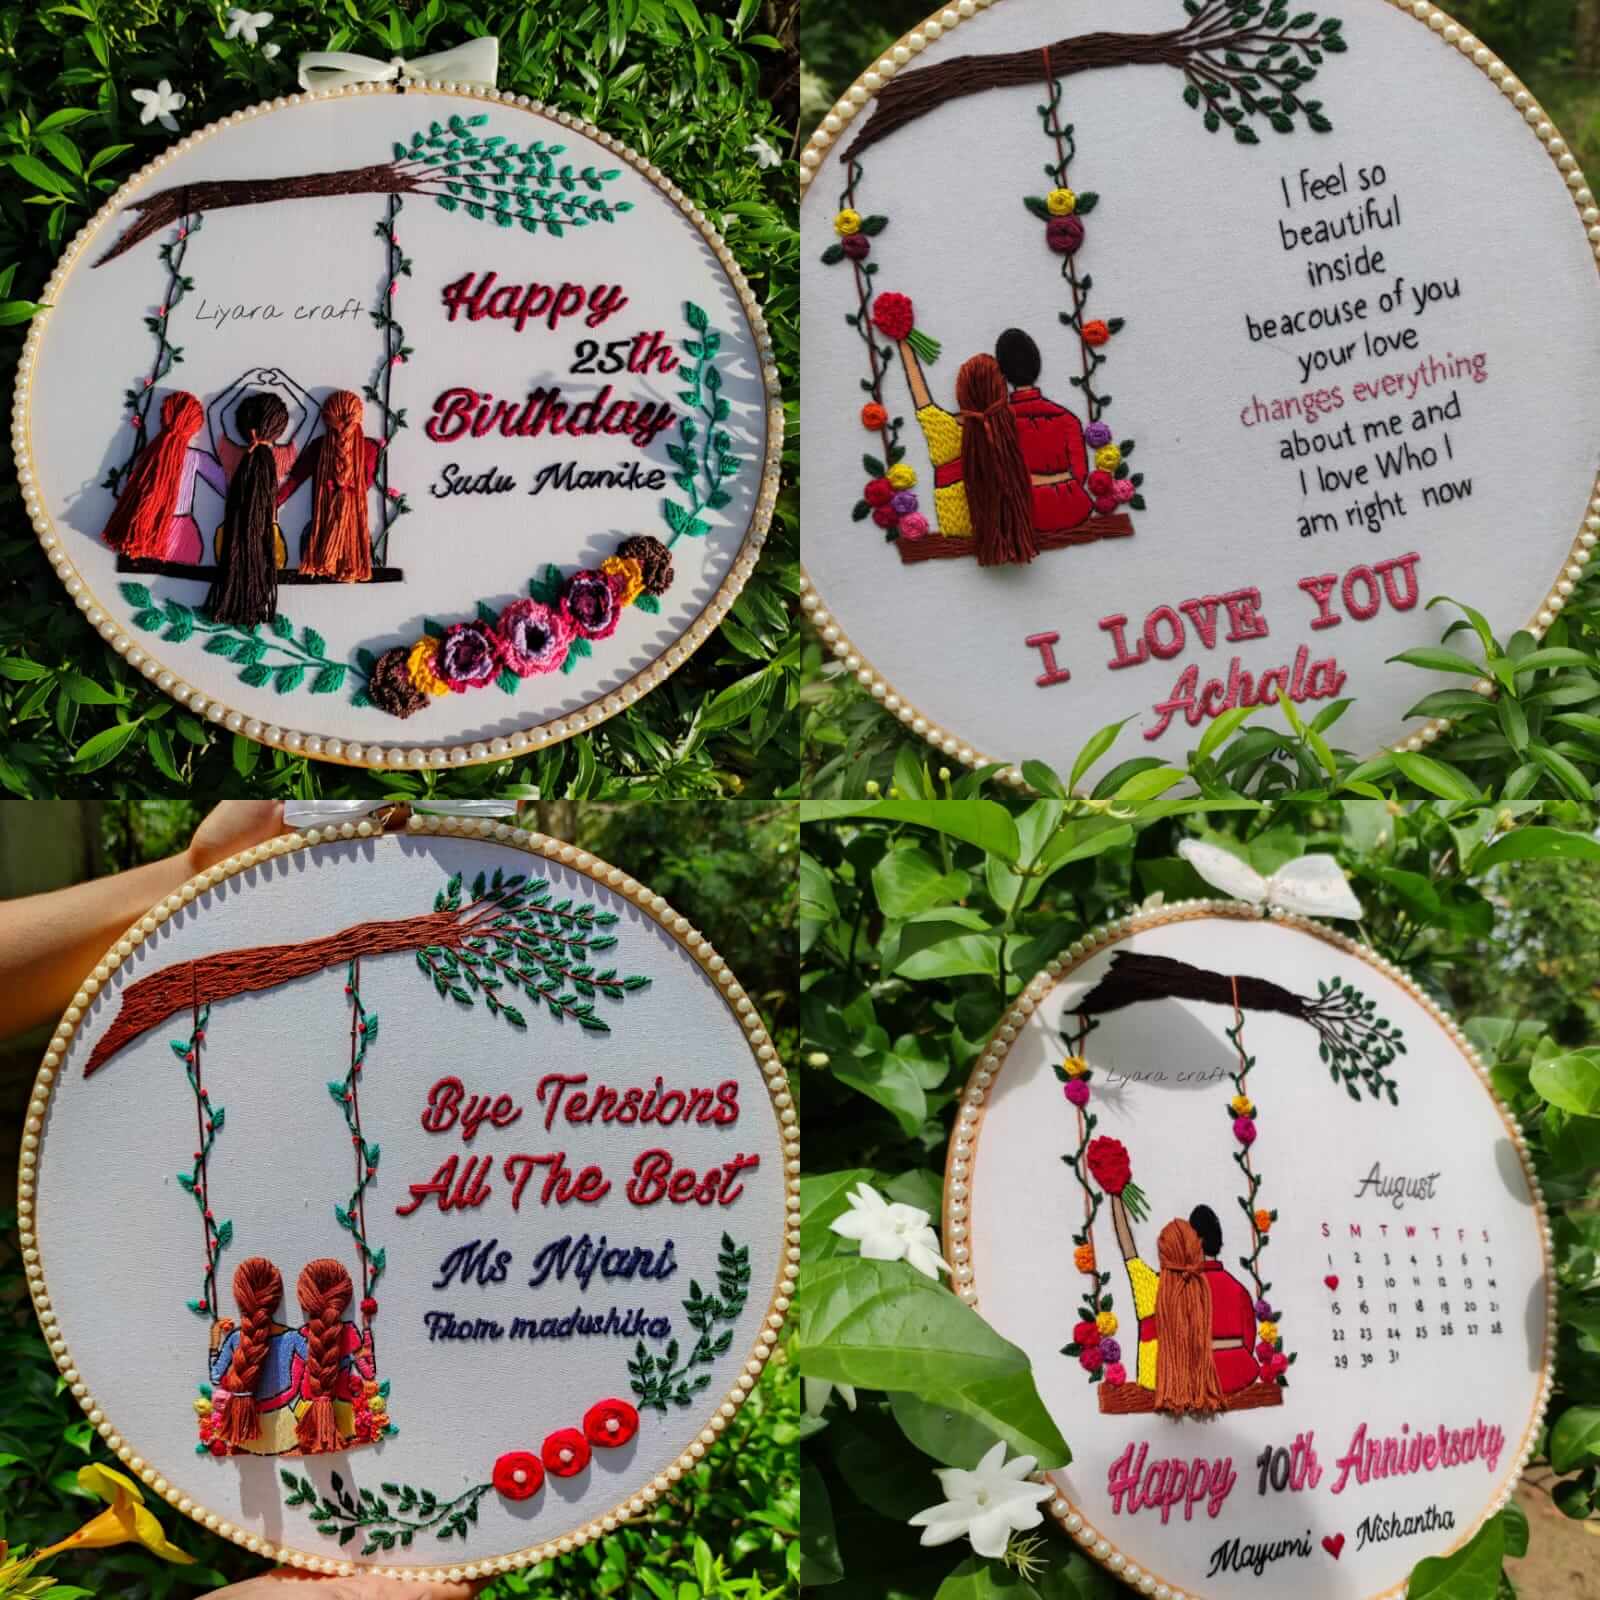 Happy
25th
Birthday
Sudu Manike
Liyara craft
I feel so
beautiful
inside
beacouse of you
your love
changes everything
about me and
I love Who I
am right now
I LOVE YOU
Achala
Bye Tensions
All The Best
Ms Nijani
From madushika
Liyara craft
August
S M T W T F S
1 2 3 4 5 6 7
9 10 11 12 13 14
15 16 17 18 19 20 21
22 23 24 25 26 27 28
29 30 31
Happy 10th Anniversary
Mayumi ♥ Nishantha